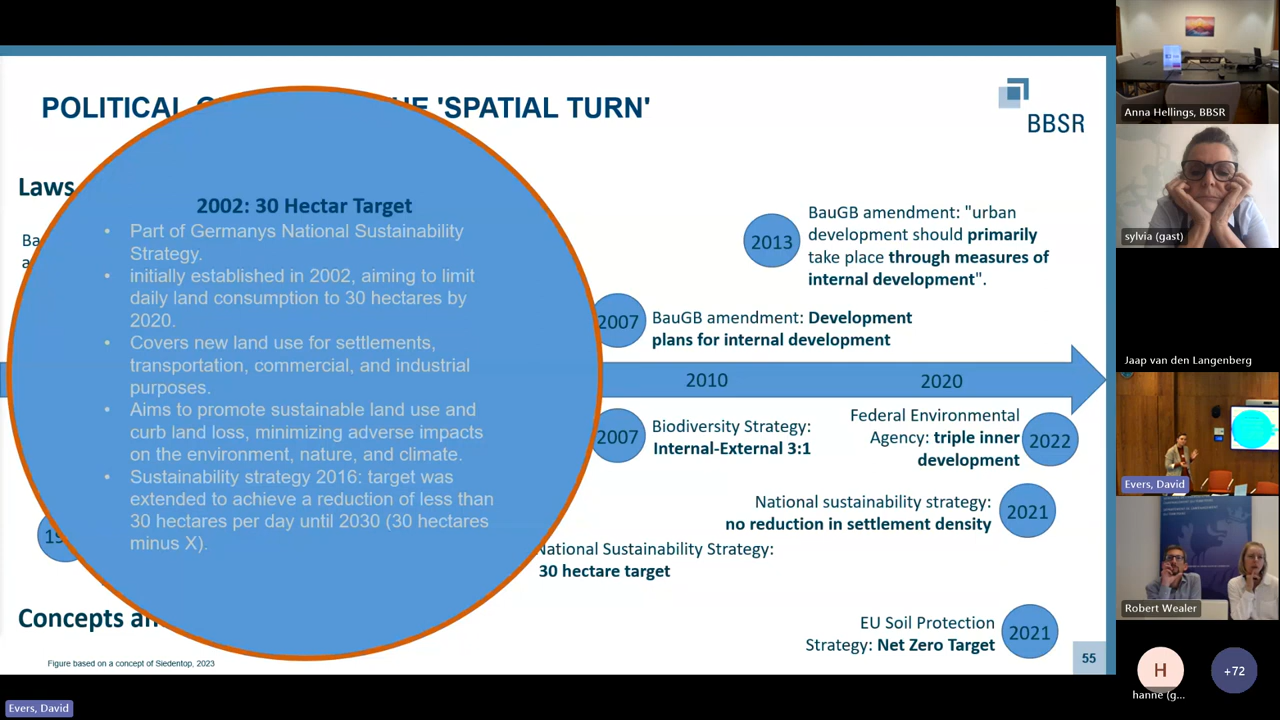 POLITICAL
'SPATIAL TURN'
BBSR
Laws
2002: 30 Hectar Target
• Part of Germanys National Sustainability
Strategy.
• initially established in 2002, aiming to limit
daily land consumption to 30 hectares by
2020.
• Covers new land use for settlements,
transportation, commercial, and industrial
purposes.
• Aims to promote sustainable land use and
curb land loss, minimizing adverse impacts
on the environment, nature, and climate.
• Sustainability strategy 2016: target was
extended to achieve a reduction of less than
30 hectares per day until 2030 (30 hectares
minus X).
2013
BauGB amendment: "urban
development should primarily
take place through measures of
internal development".
2007
BauGB amendment: Development
plans for internal development
2010
2020
2007
Biodiversity Strategy:
Internal-External 3:1
Federal Environmental
Agency: triple inner
development
2022
National sustainability strategy:
no reduction in settlement density
2021
National Sustainability Strategy:
30 hectare target
EU Soil Protection
Strategy: Net Zero Target
2021
Concepts
Figure based on a concept of Siedentop, 2023
55
Evers, David
Anna Hellings, BBSR
sylvia (gast)
Jaap van den Langenberg
Evers, David
Robert Wealer
H
hanne (g...
+72